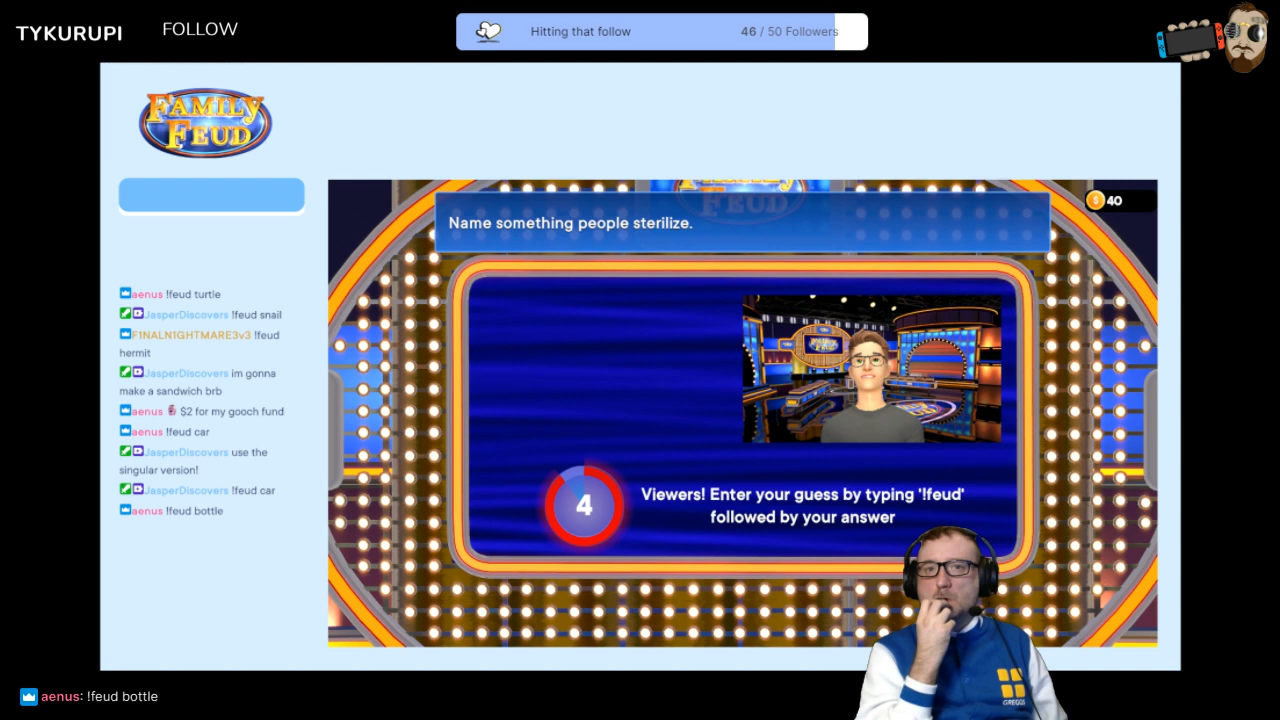 TYKURUPI
FOLLOW
Hitting that follow
46 / 50 Followers
FAMILY
FEUD
FEUD
$ 40
Name something people sterilize.
aenus !feud turtle
JasperDiscovers !feud snail
F1NALN1GHTMARE3v3 !feud
hermit
JasperDiscovers im gonna
make a sandwich brb
aenus $2 for my gooch fund
aenus !feud car
JasperDiscovers use the
singular version!
JasperDiscovers !feud car
aenus !feud bottle
4
Viewers! Enter your guess by typing '!feud'
followed by your answer
GREGGS
aenus: !feud bottle